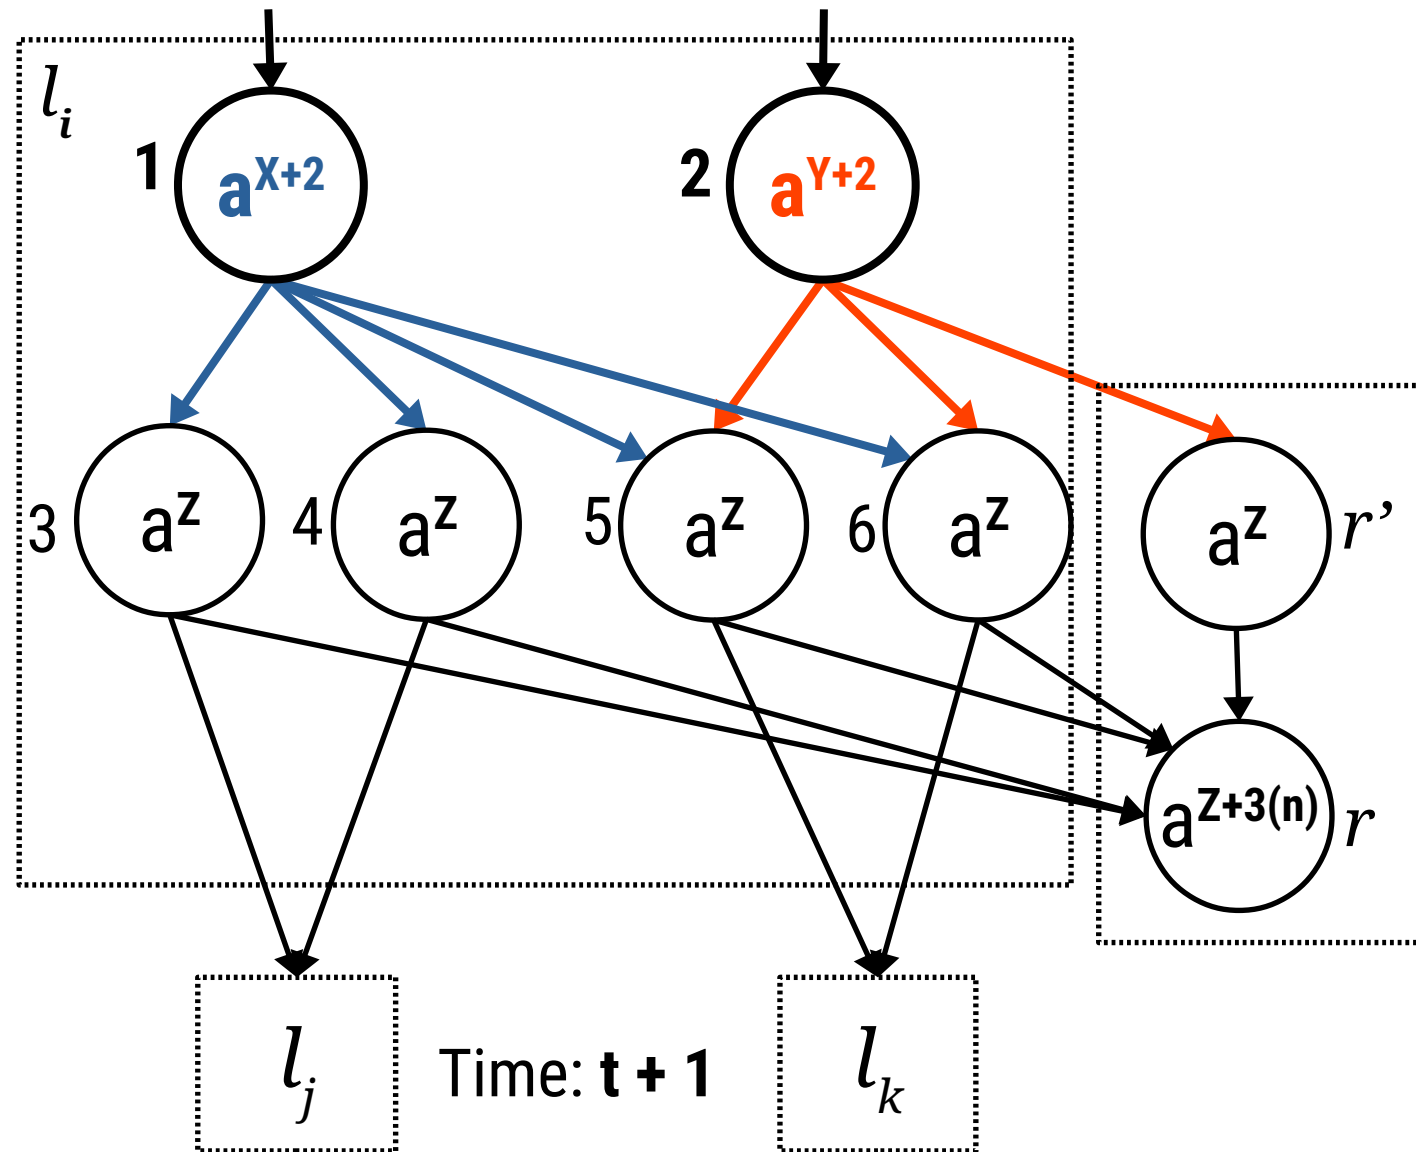 l_i
1
a^{X+2}
2
a^{Y+2}
3
a^Z
4
a^Z
5
a^Z
6
a^Z
a^Z
r’
a^{Z+3(n)}
r
l_j
Time: t + 1
l_k